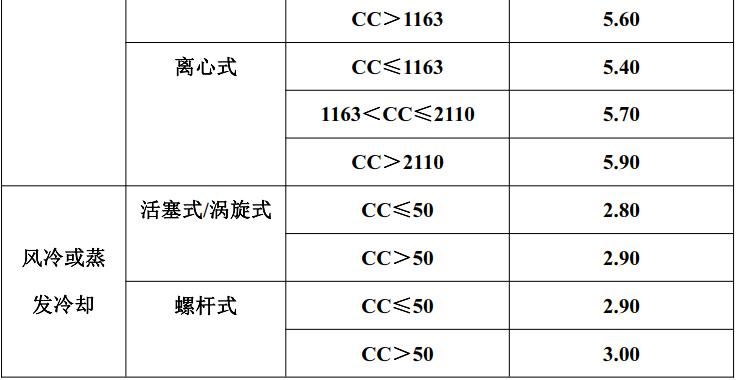 CC＞1163 5.60
离心式 CC≤1163 5.40
1163＜CC≤2110 5.70
CC＞2110 5.90
风冷或蒸
发冷却
活塞式/涡旋式 CC≤50 2.80
CC＞50 2.90
螺杆式 CC≤50 2.90
CC＞50 3.00